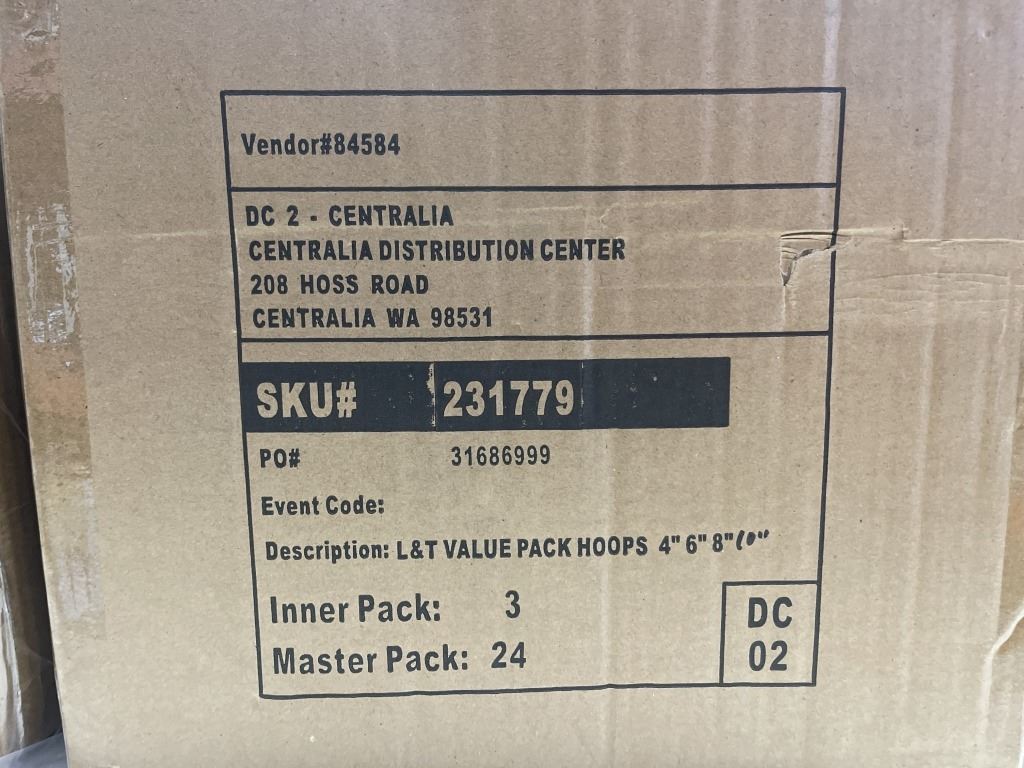 Vendor#84584
DC 2 - CENTRALIA
CENTRALIA DISTRIBUTION CENTER
208 HOSS ROAD
CENTRALIA WA 98531
SKU# 231779
PO# 31686999
Event Code:
Description: L&T VALUE PACK HOOPS 4" 6" 8" 10"
Inner Pack: 3
Master Pack: 24
DC
02